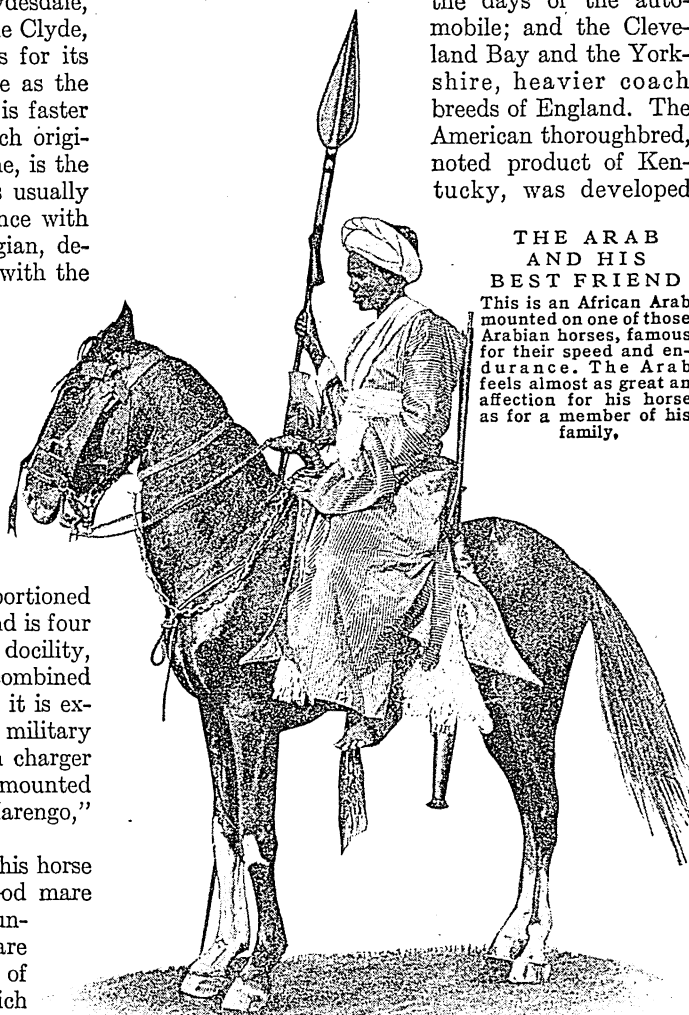 ydesdale,
e Clyde,
s for its
e as the
is faster
ch origi-
ne, is the
s usually
nce with
gian, de-
with the
portioned
nd is four
docility,
combined
it is ex-
military
a charger
mounted
arengo,"
his horse
od mare
un-
are
of
ich
the days of the auto-
mobile; and the Cleve-
land Bay and the York-
shire, heavier coach
breeds of England. The
American thoroughbred,
noted product of Ken-
tucky, was developed
THE ARAB
AND HIS
BEST FRIEND
This is an African Arab
mounted on one of those
Arabian horses, famous
for their speed and en-
durance. The Arab
feels almost as great an
affection for his horse
as for a member of his
family.